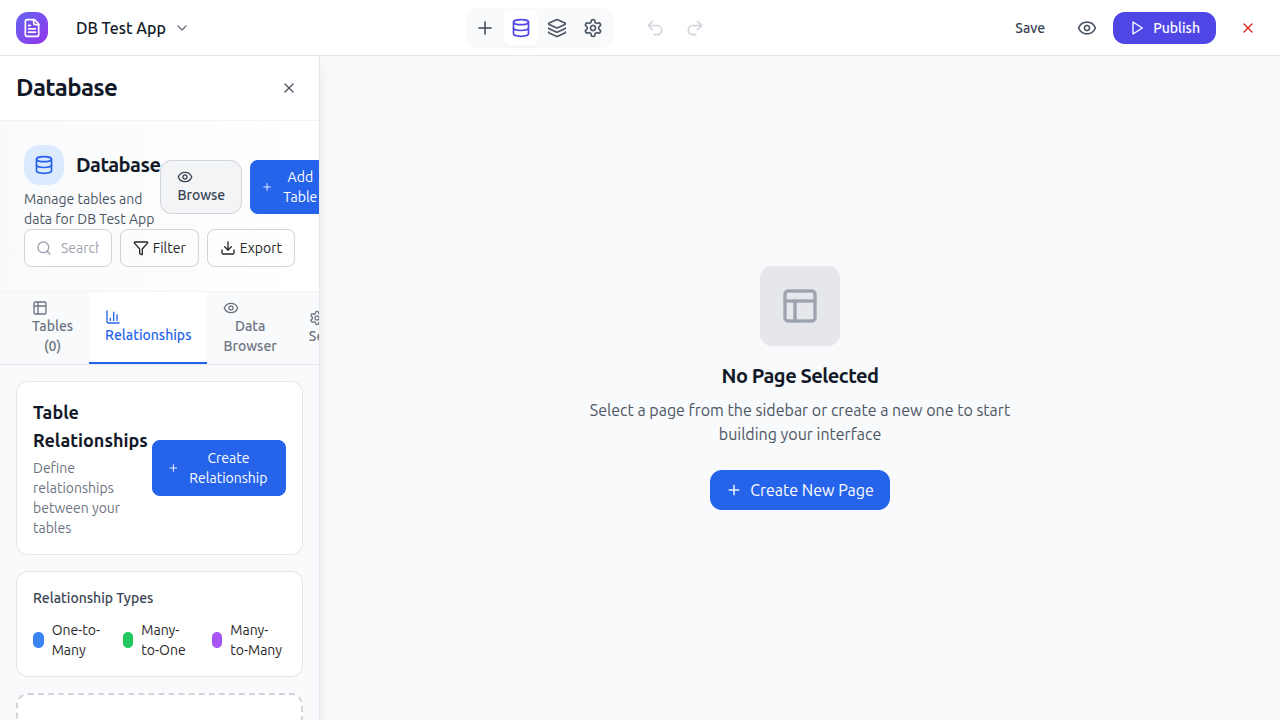 DB Test App
Save
Publish
Database
Database
Manage tables and
data for DB Test App
Browse
Add
Table
Search
Filter
Export
Tables
(0)
Relationships
Data
Browser
Table
Relationships
Define
relationships
between your
tables
Create
Relationship
Relationship Types
One-to-
Many
Many-
to-One
Many-
to-Many
No Page Selected
Select a page from the sidebar or create a new one to start
building your interface
Create New Page